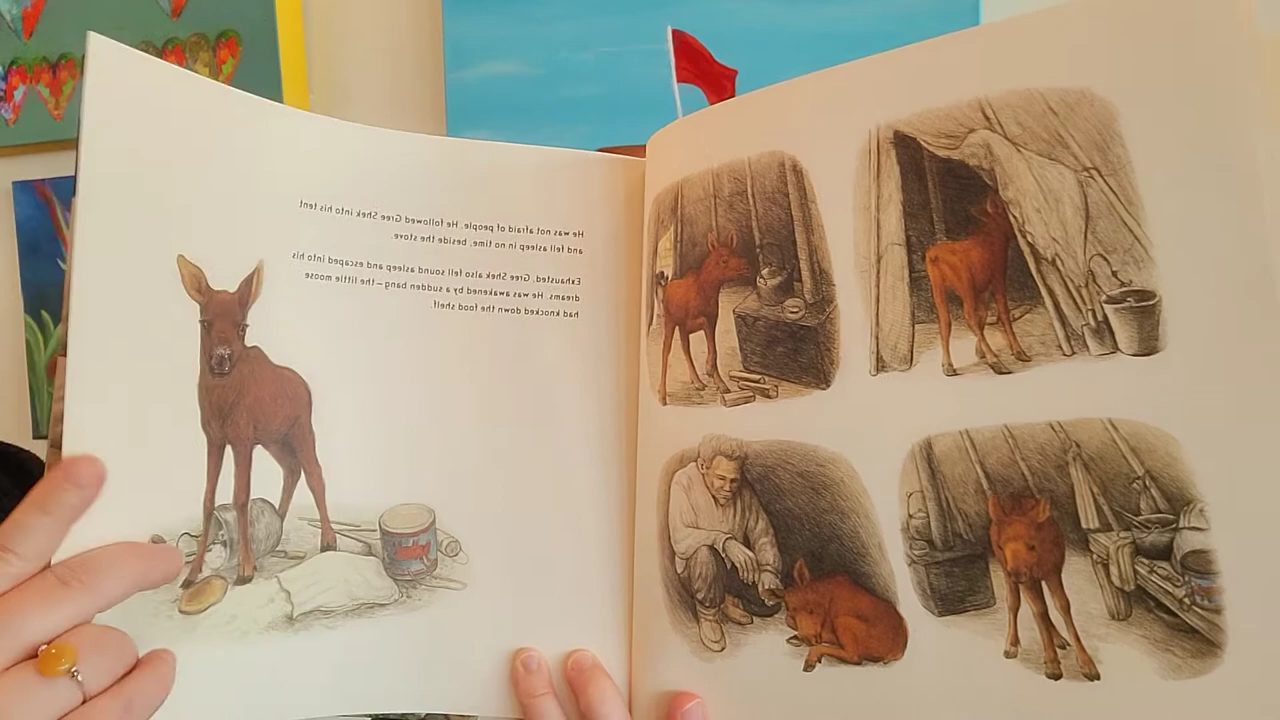 He was not afraid of people. He followed Gree Shek into his tent
and fell asleep in no time, beside the stove.
Exhausted, Gree Shek also fell sound asleep and escaped into his
dreams. He was awakened by a sudden bang—the little moose
had knocked down the food shelf.